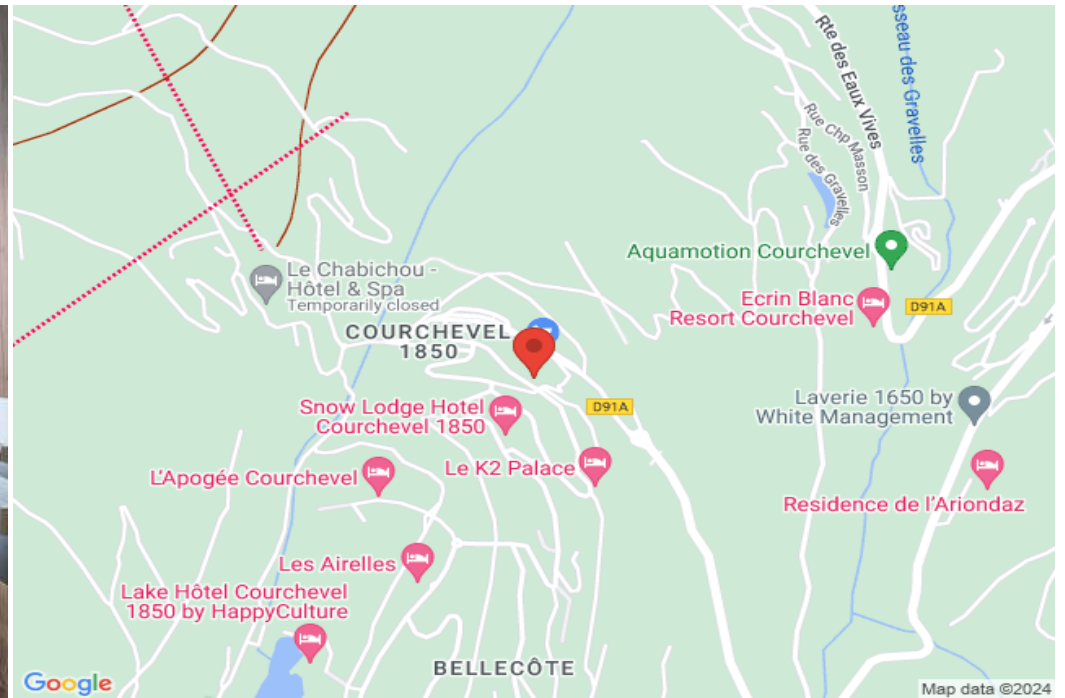 Rte des Eaux Vives
sseau des Gravelles
Rue Chp Masson
Rue des Gravelles
Aquamotion Courchevel
Le Chabichou -
Hôtel & Spa
Temporarily closed
Ecrin Blanc
Resort Courchevel
D91A
COURCHEVEL
1850
Snow Lodge Hotel
Courchevel 1850
D91A
Laverie 1650 by
White Management
L'Apogée Courchevel
Le K2 Palace
Residence de l'Ariondaz
Les Airelles
Lake Hôtel Courchevel
1850 by HappyCulture
BELLECÔTE
Google
Map data ©2024